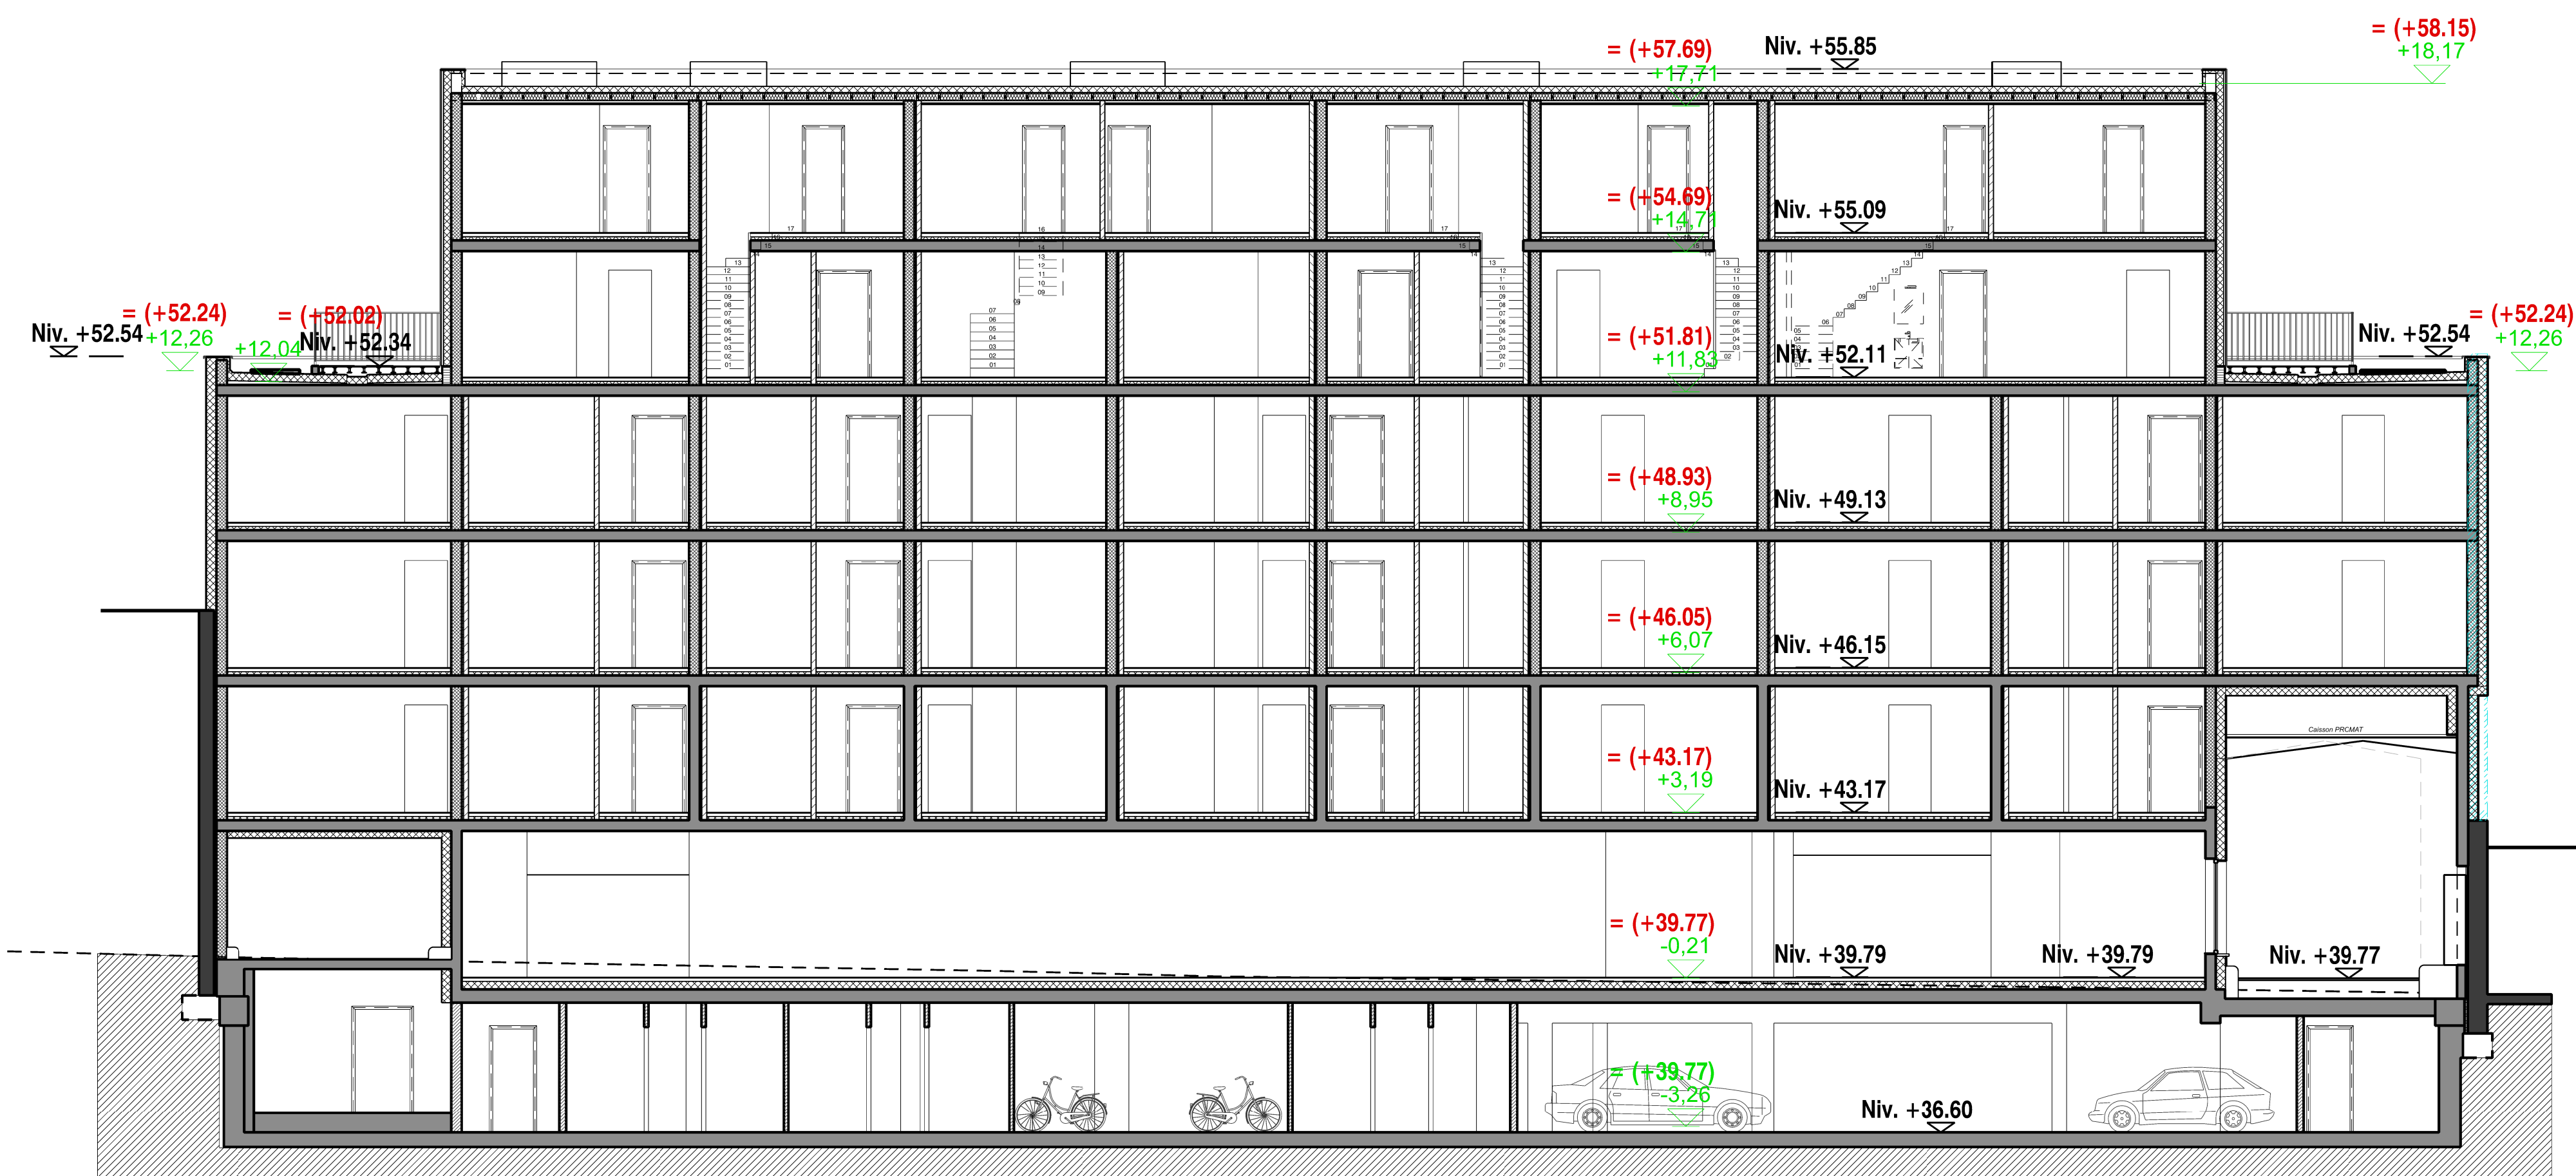 = (+58.15)
+18,17
= (+57.69)
+17,71
Niv. +55.85
= (+54.69)
+14,71
Niv. +55.09
= (+52.24)
+12,26
Niv. +52.54
= (+52.02)
+12,04
Niv. +52.34
= (+51.81)
+11,83
Niv. +52.11
Niv. +52.54
= (+52.24)
+12,26
= (+48.93)
+8,95
Niv. +49.13
= (+46.05)
+6,07
Niv. +46.15
Caisson PRCMAT
= (+43.17)
+3,19
Niv. +43.17
= (+39.77)
-0,21
Niv. +39.79
Niv. +39.79
Niv. +39.77
= (+39.77)
-3,26
Niv. +36.60